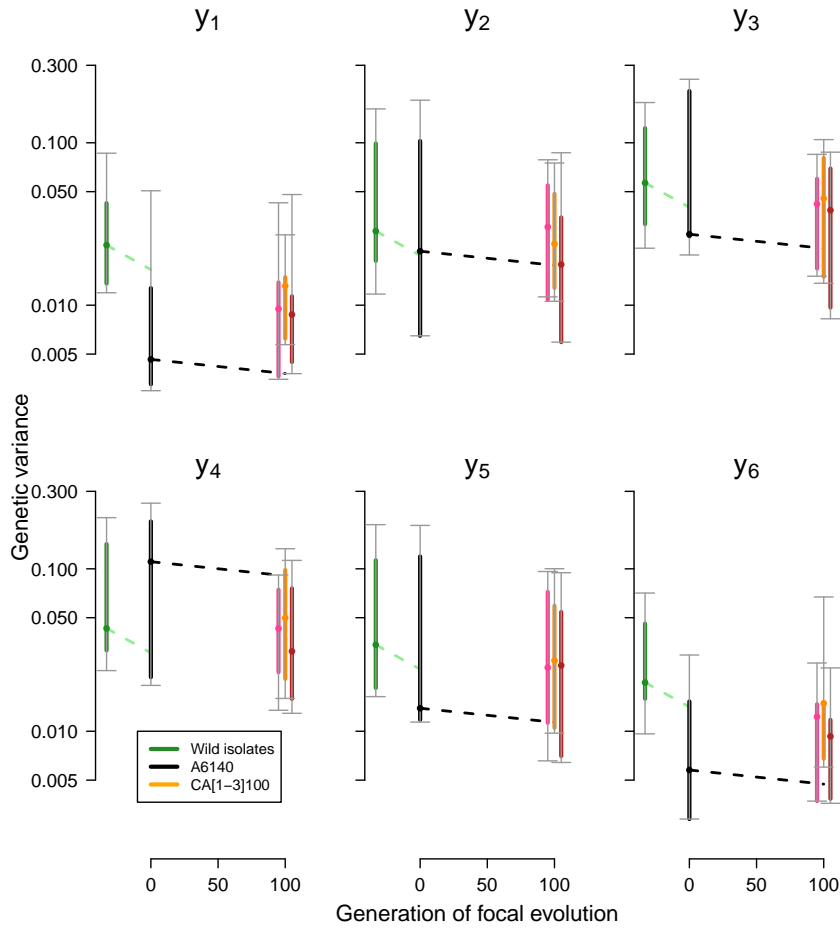 y1
y2
y3
0.300
0.100
0.050
0.010
0.005
Genetic variance
y4
y5
y6
0.300
0.100
0.050
0.010
0.005
Wild isolates
A6140
CA[1−3]100
0 50 100
0 50 100
0 50 100
Generation of focal evolution